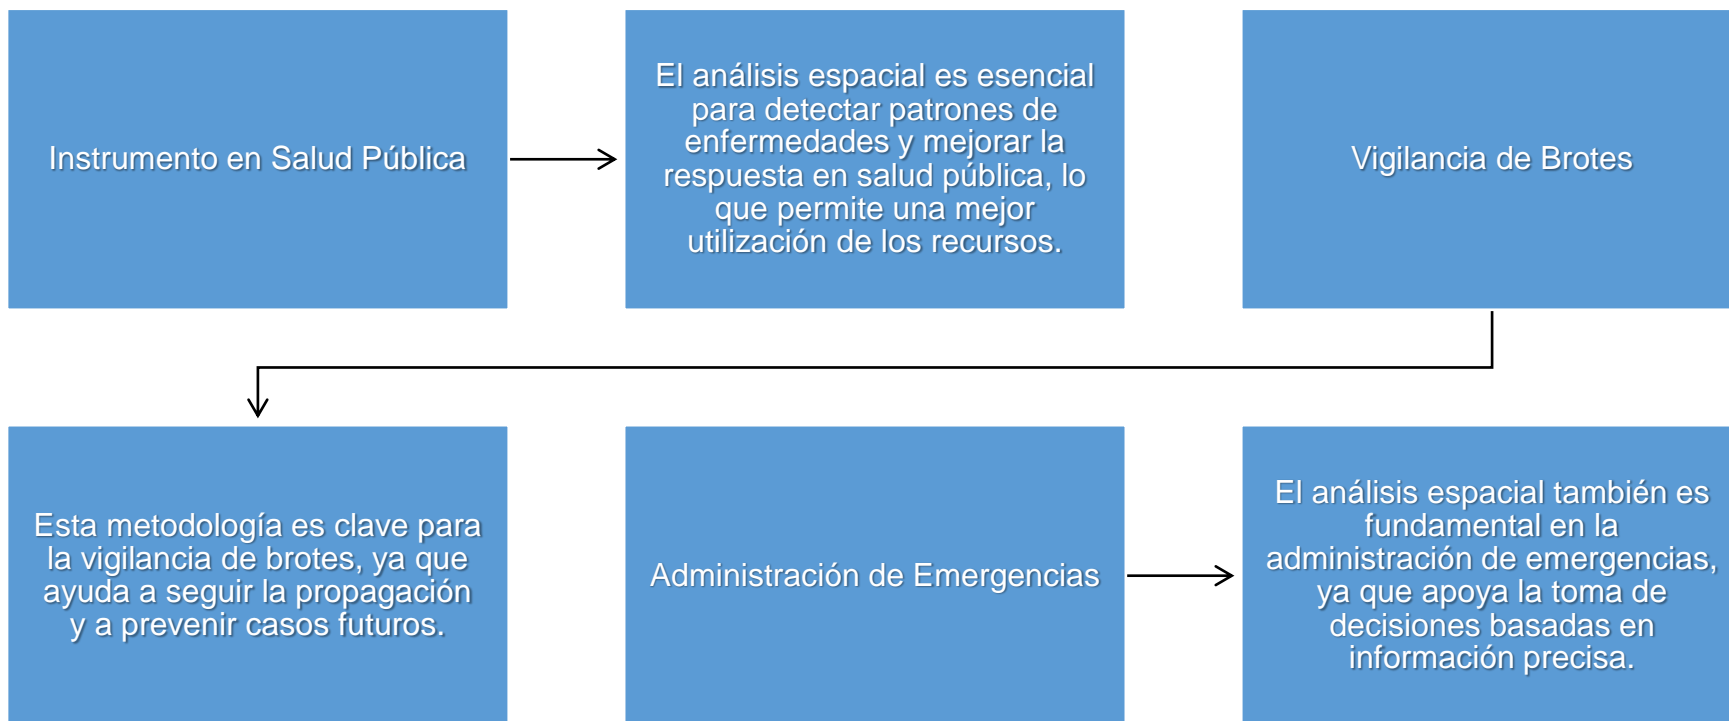 Instrumento en Salud Pública
El análisis espacial es esencial
para detectar patrones de
enfermedades y mejorar la
respuesta en salud pública, lo
que permite una mejor
utilización de los recursos.
Vigilancia de Brotes
Esta metodología es clave para
la vigilancia de brotes, ya que
ayuda a seguir la propagación
y a prevenir casos futuros.
Administración de Emergencias
El análisis espacial también es
fundamental en la
administración de emergencias,
ya que apoya la toma de
decisiones basadas en
información precisa.